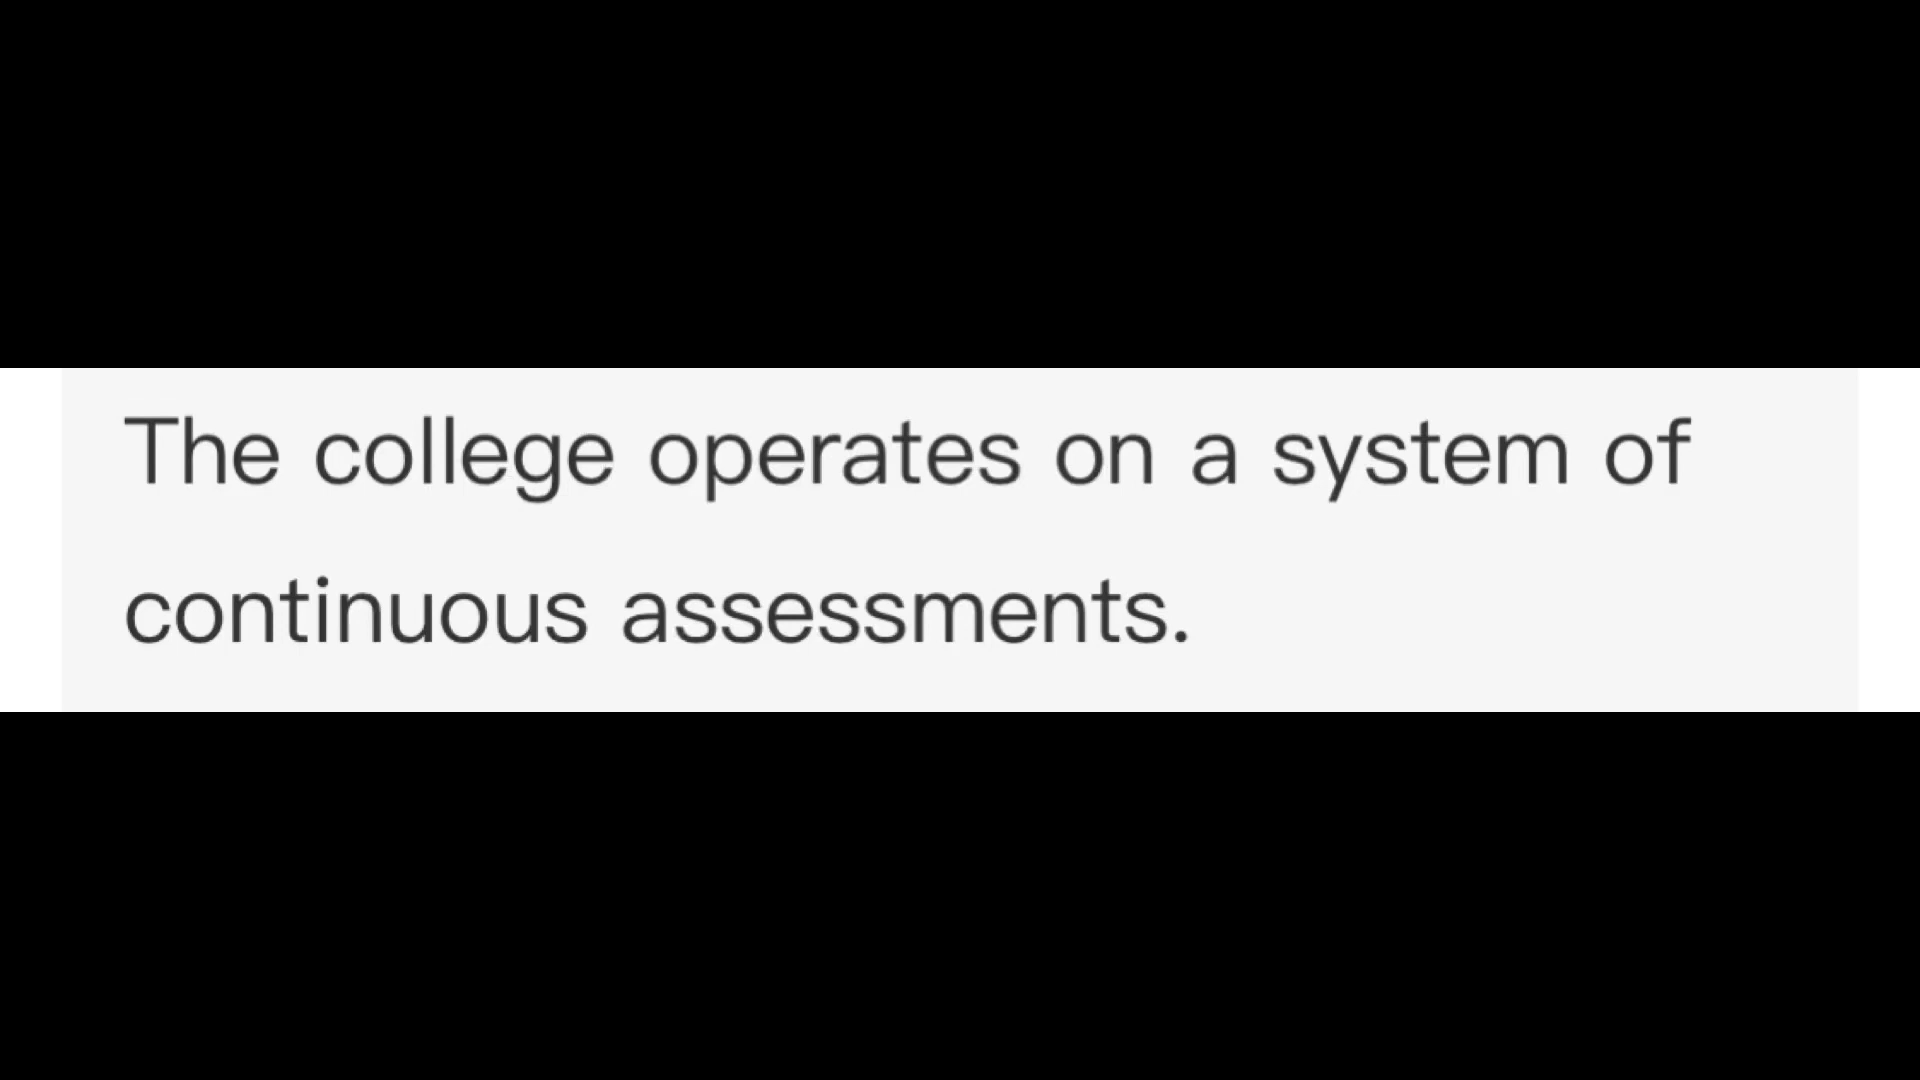 The college operates on a system of
continuous assessments.